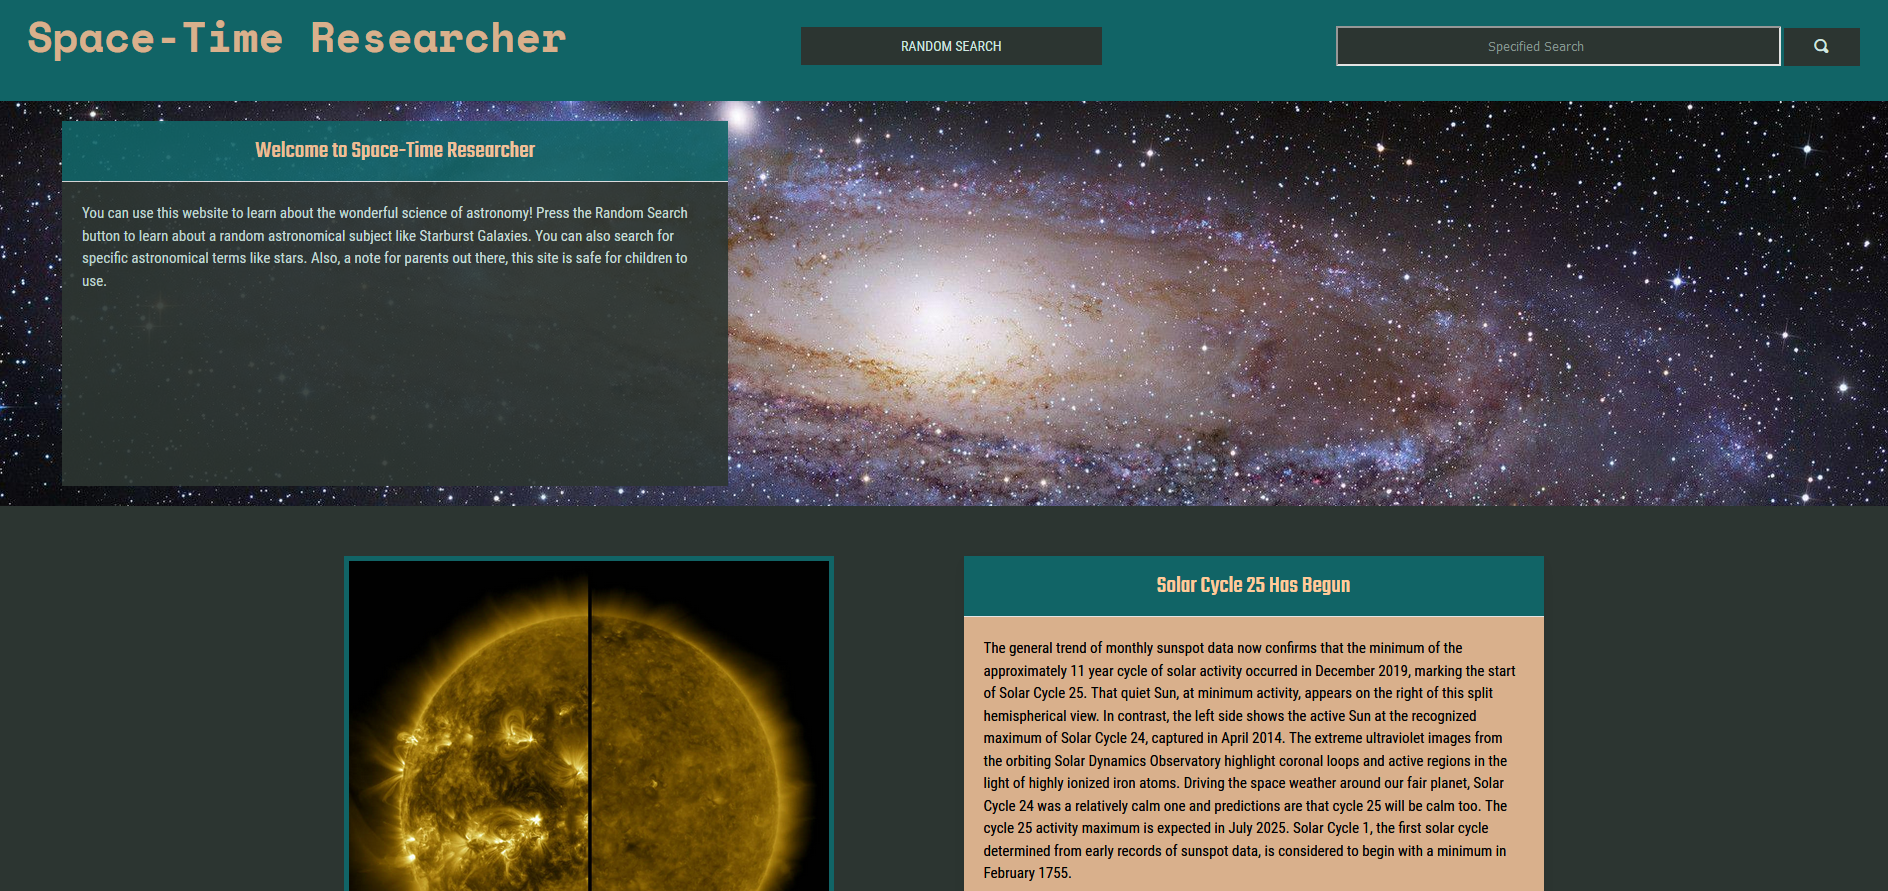 Space-Time Researcher
RANDOM SEARCH
Specified Search
Welcome to Space-Time Researcher
You can use this website to learn about the wonderful science of astronomy! Press the Random Search
button to learn about a random astronomical subject like Starburst Galaxies. You can also search for
specific astronomical terms like stars. Also, a note for parents out there, this site is safe for children to
use.
Solar Cycle 25 Has Begun
The general trend of monthly sunspot data now confirms that the minimum of the
approximately 11 year cycle of solar activity occurred in December 2019, marking the start
of Solar Cycle 25. That quiet Sun, at minimum activity, appears on the right of this split
hemispherical view. In contrast, the left side shows the active Sun at the recognized
maximum of Solar Cycle 24, captured in April 2014. The extreme ultraviolet images from
the orbiting Solar Dynamics Observatory highlight coronal loops and active regions in the
light of highly ionized iron atoms. Driving the space weather around our fair planet, Solar
Cycle 24 was a relatively calm one and predictions are that cycle 25 will be calm too. The
cycle 25 activity maximum is expected in July 2025. Solar Cycle 1, the first solar cycle
determined from early records of sunspot data, is considered to begin with a minimum in
February 1755.